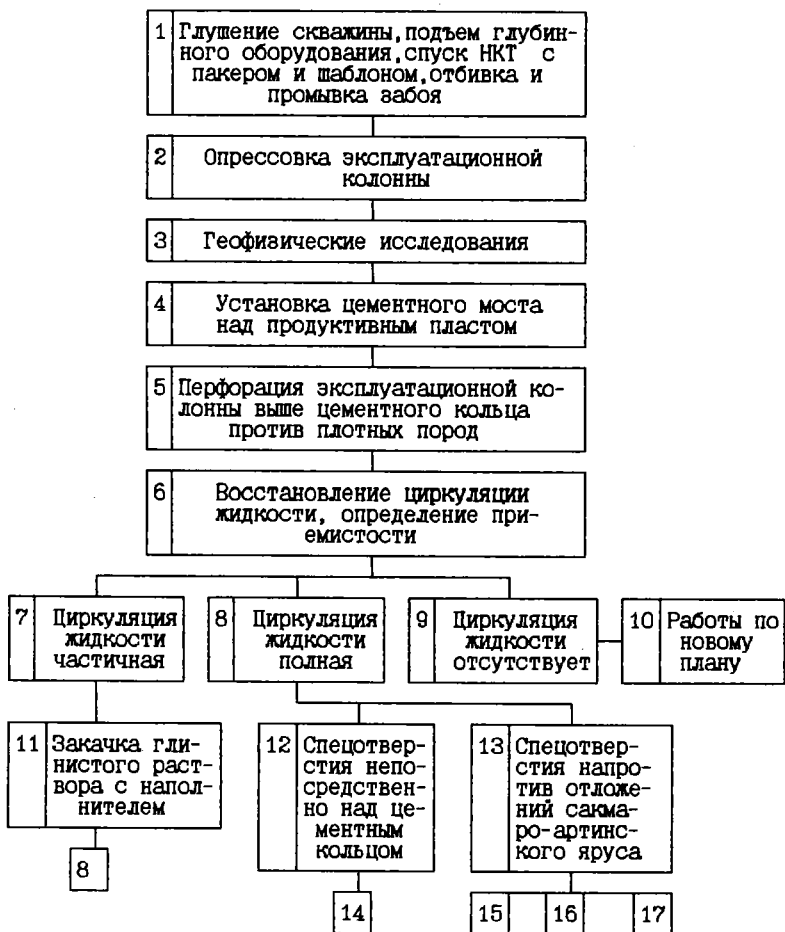 1 Глушение скважины,подъем глубин-
ного оборудования,спуск НКТ с
пакером и шаблоном,отбивка и
промывка забоя
2 Опрессовка эксплуатационной
колонны
3 Геофизические исследования
4 Установка цементного моста
над продуктивным пластом
5 Перфорация эксплуатационной ко-
лонны выше цементного кольца
против плотных пород
6 Восстановление циркуляции
жидкости, определение при-
емистости
7 Циркуляция
жидкости
частичная
8 Циркуляция
жидкости
полная
9 Циркуляция
жидкости
отсутствует
10 Работы по
новому
плану
11 Закачка гли-
нистого раст-
вора с напол-
нителем
12 Спецотвер-
стия непо-
средствен-
но над це-
ментным
кольцом
13 Спецотвер-
стия напро-
тив отложе-
ний сакма-
ро-артинс-
кого яруса
8
14
15 16 17